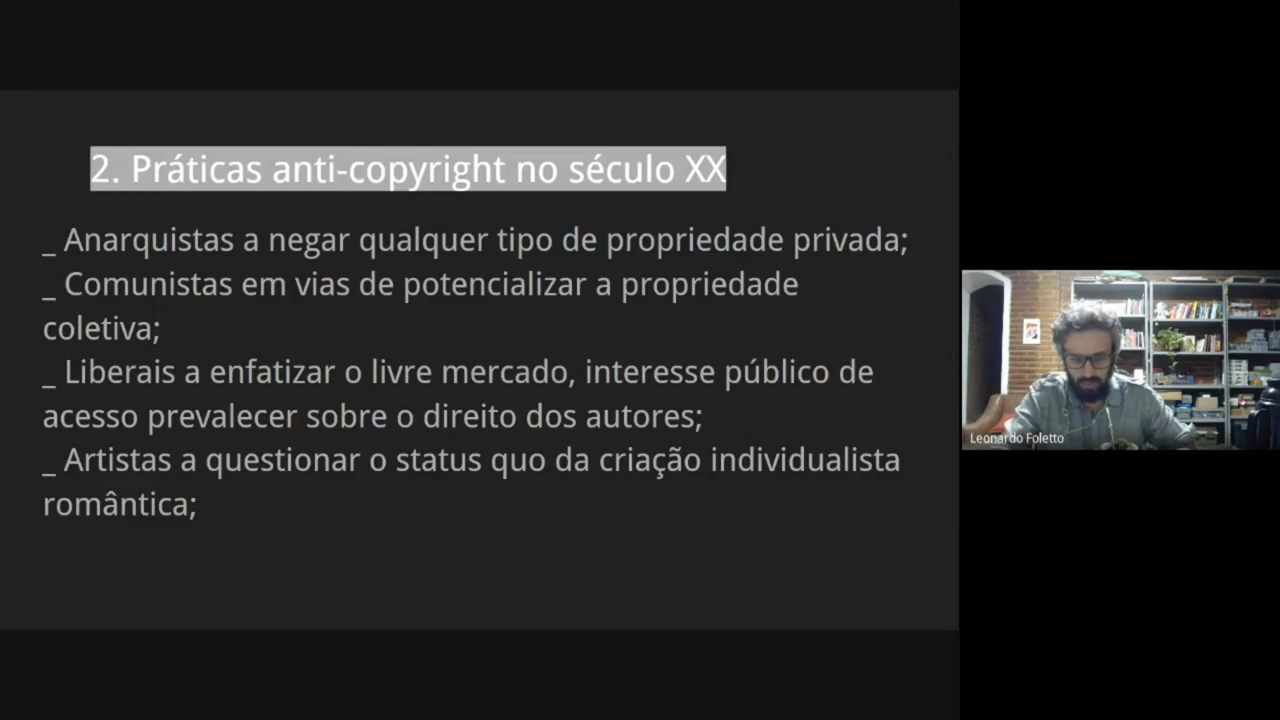 2. Práticas anti-copyright no século XX
_ Anarquistas a negar qualquer tipo de propriedade privada;
_ Comunistas em vias de potencializar a propriedade
coletiva;
_ Liberais a enfatizar o livre mercado, interesse público de
acesso prevalecer sobre o direito dos autores;
_ Artistas a questionar o status quo da criação individualista
romântica;
Leonardo Foletto